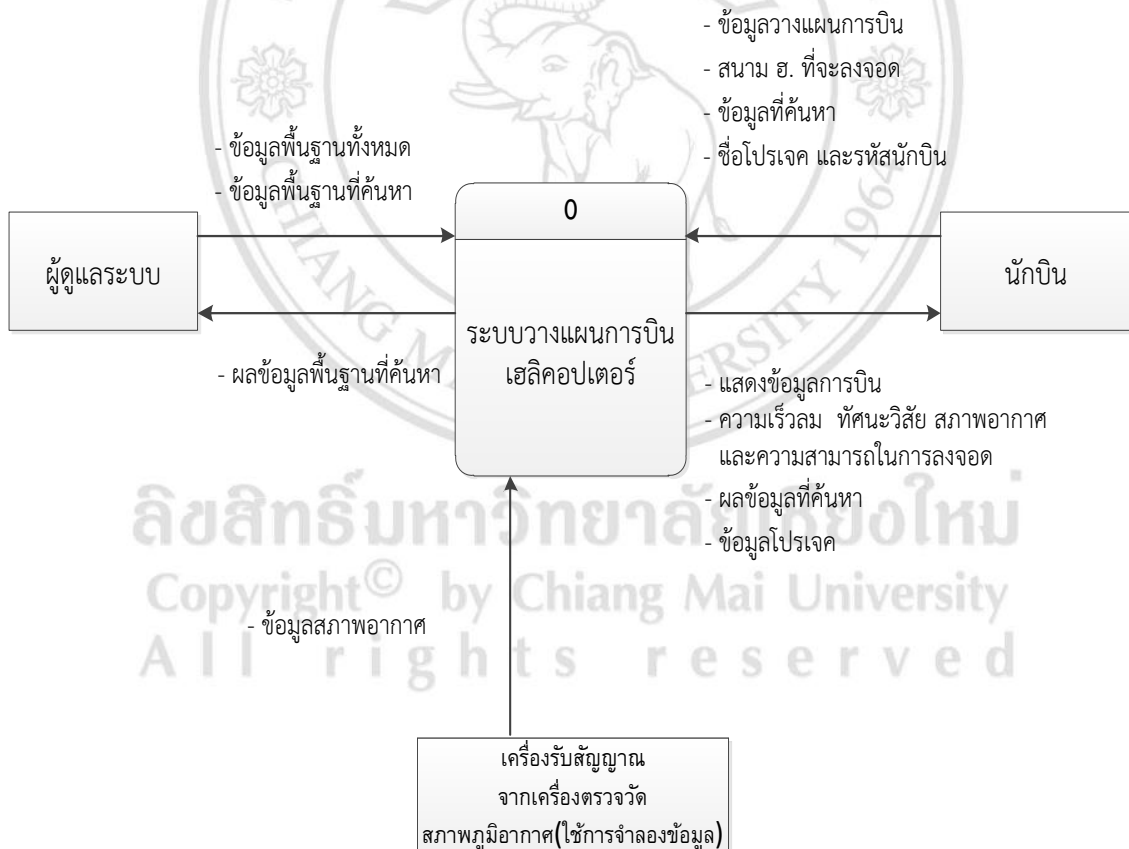 - ข้อมูลวางแผนการบิน
- สนาม ฮ. ที่จะลงจอด
- ข้อมูลที่ค้นหา
- ชื่อโปรเจค และรหัสนักบิน
- ข้อมูลพื้นฐานทั้งหมด
- ข้อมูลพื้นฐานที่ค้นหา
ผู้ดูแลระบบ
0
ระบบวางแผนการบิน
เฮลิคอปเตอร์
นักบิน
- ผลข้อมูลพื้นฐานที่ค้นหา
- แสดงข้อมูลการบิน
- ความเร็วลม ทัศนะวิสัย สภาพอากาศ
และความสามารถในการลงจอด
- ผลข้อมูลที่ค้นหา
- ข้อมูลโปรเจค
- ข้อมูลสภาพอากาศ
เครื่องรับสัญญาณ
จากเครื่องตรวจวัด
สภาพภูมิอากาศ(ใช้การจำลองข้อมูล)
CHIANG MAI UNIVERSITY 1964
ลิขสิทธิ์มหาวิทยาลัยเชียงใหม่
Copyright© by Chiang Mai University
All rights reserved